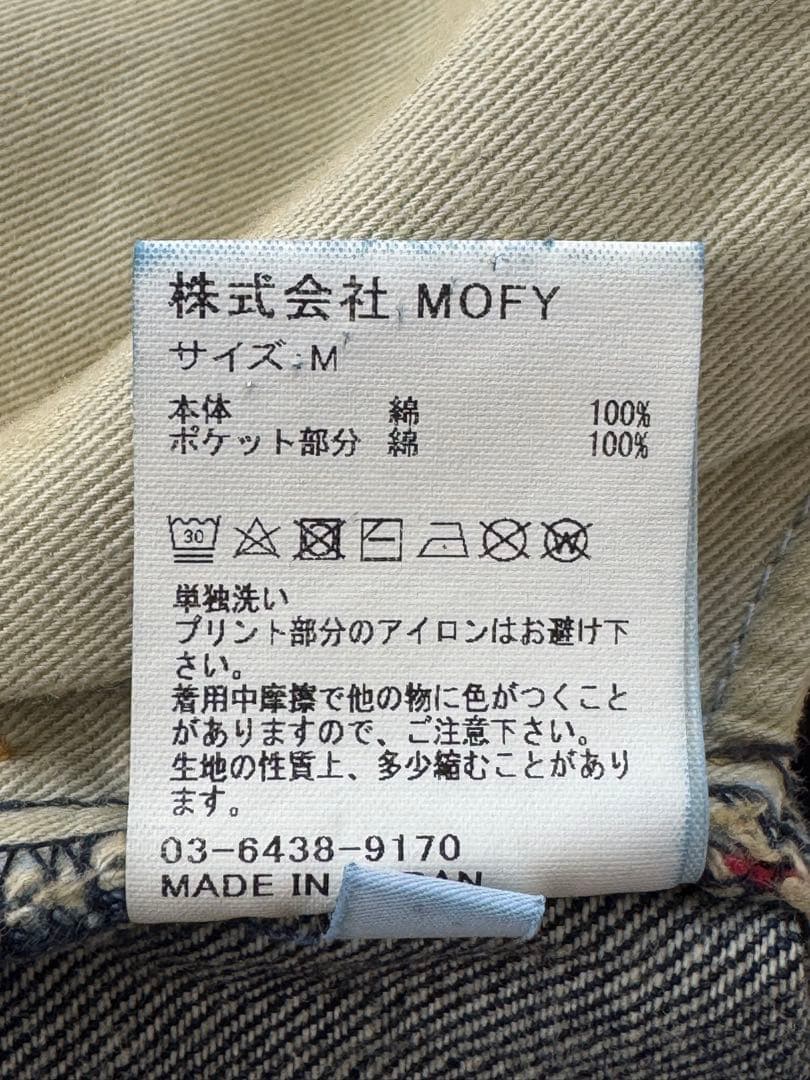 株式会社 MOFY
サイズ:M
本体 綿 100%
ポケット部分 綿 100%
30
W
単独洗い
プリント部分のアイロンはお避け下
さい。
着用中摩擦で他の物に色がつくこと
がありますので、ご注意下さい。
生地の性質上、多少縮むことがあり
ます。
03-6438-9170
MADE IN